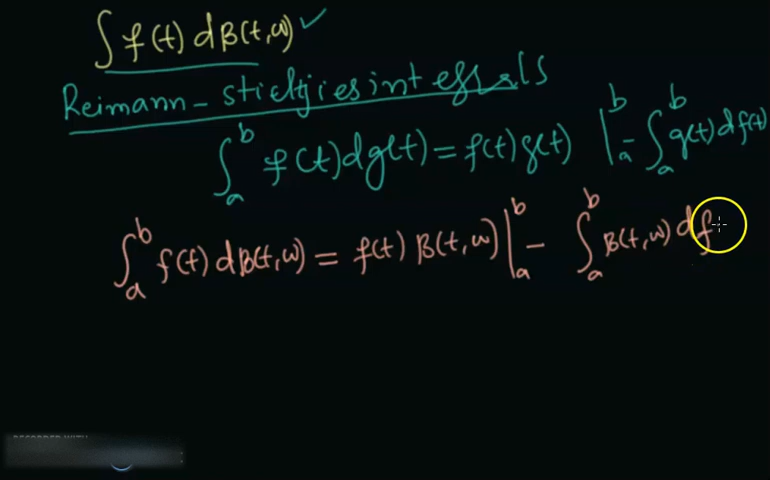 ∫ f(t) dB(t,ω) ✓
Reimann - stieltjies integrals
∫_a^b f(t) dg(t) = f(t) g(t) |_a^b - ∫_a^b g(t) df(t)
∫_a^b f(t) dB(t,ω) = f(t) B(t,ω) |_a^b - ∫_a^b B(t,ω) df